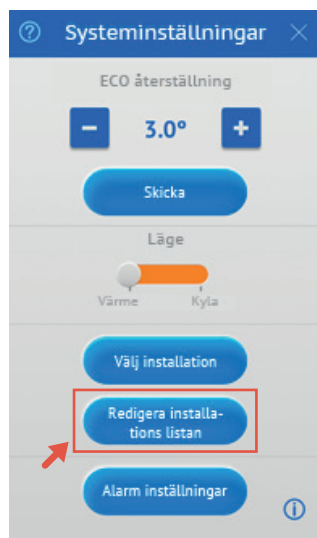 ? Systeminställningar ×
ECO återställning
− 3.0° +
Skicka
Läge
Värme Kyla
Välj installation
Redigera installa-
tions listan
Alarm inställningar
i